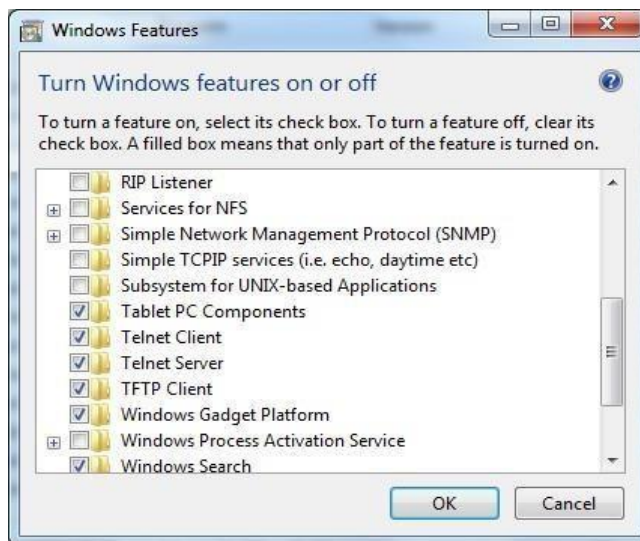 Windows Features
Turn Windows features on or off
To turn a feature on, select its check box. To turn a feature off, clear its
check box. A filled box means that only part of the feature is turned on.
RIP Listener
Services for NFS
Simple Network Management Protocol (SNMP)
Simple TCPIP services (i.e. echo, daytime etc)
Subsystem for UNIX-based Applications
Tablet PC Components
Telnet Client
Telnet Server
TFTP Client
Windows Gadget Platform
Windows Process Activation Service
Windows Search
OK Cancel